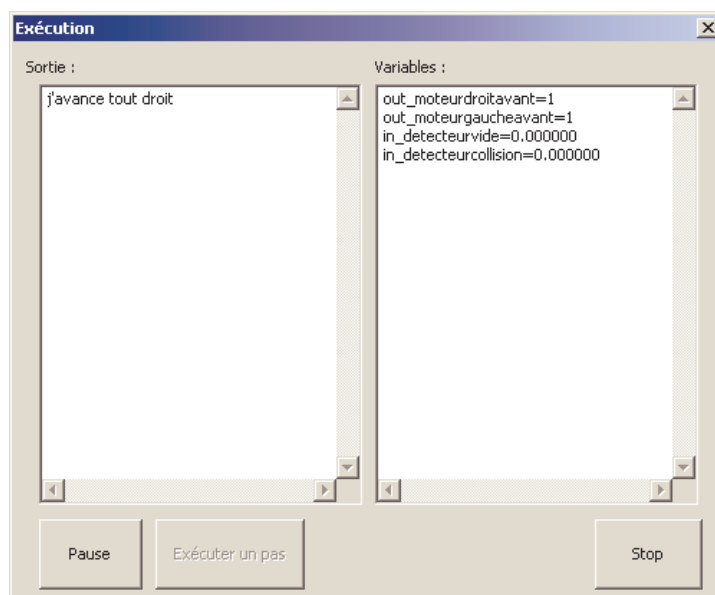 Exécution
Sortie :
j'avance tout droit
Variables :
out_moteurdroitavant=1
out_moteurgaucheavant=1
in_detecteurvide=0.000000
in_detecteurcollision=0.000000
Pause
Exécuter un pas
Stop